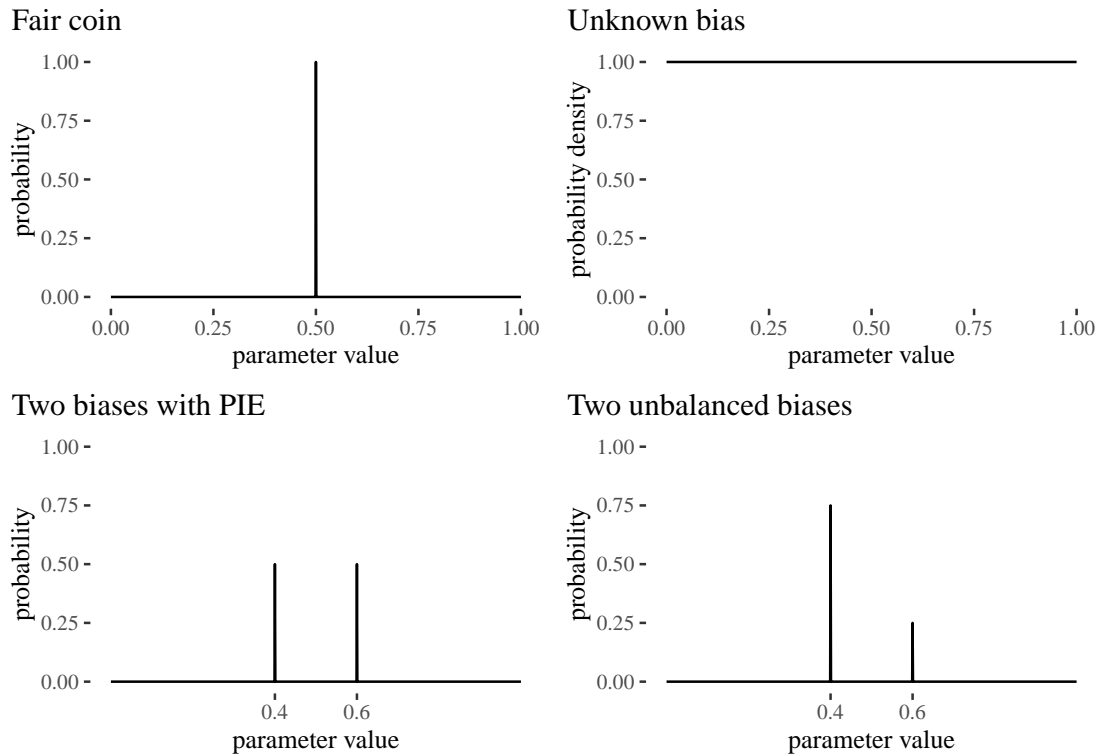 Fair coin
1.00
0.75
0.50
0.25
0.00
probability
0.00 0.25 0.50 0.75 1.00
parameter value
Unknown bias
1.00
0.75
0.50
0.25
0.00
probability density
0.00 0.25 0.50 0.75 1.00
parameter value
Two biases with PIE
1.00
0.75
0.50
0.25
0.00
probability
0.4 0.6
parameter value
Two unbalanced biases
1.00
0.75
0.50
0.25
0.00
probability
0.4 0.6
parameter value